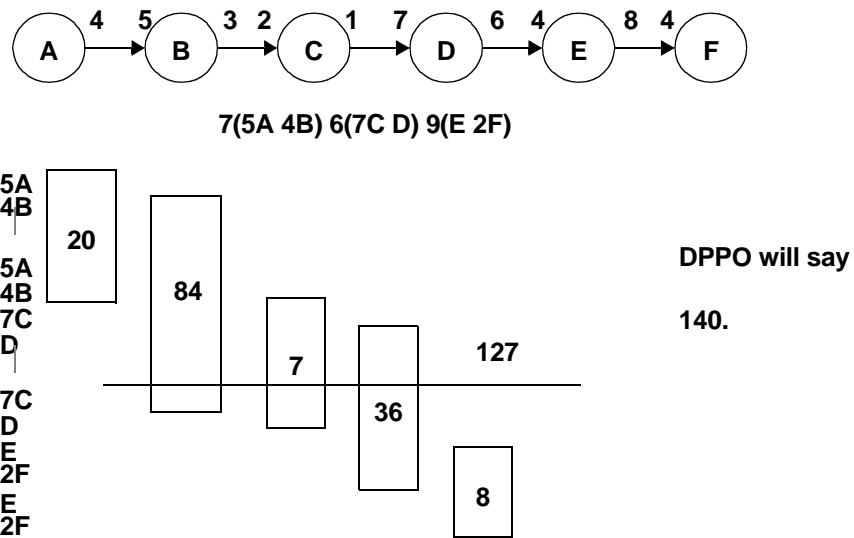 4 5 3 2 1 7 6 4 8 4
A B C D E F
7(5A 4B) 6(7C D) 9(E 2F)
5A
4B
5A
4B
7C
D
7C
D
E
2F
E
2F
20
84
7
36
8
127
DPPO will say
140.